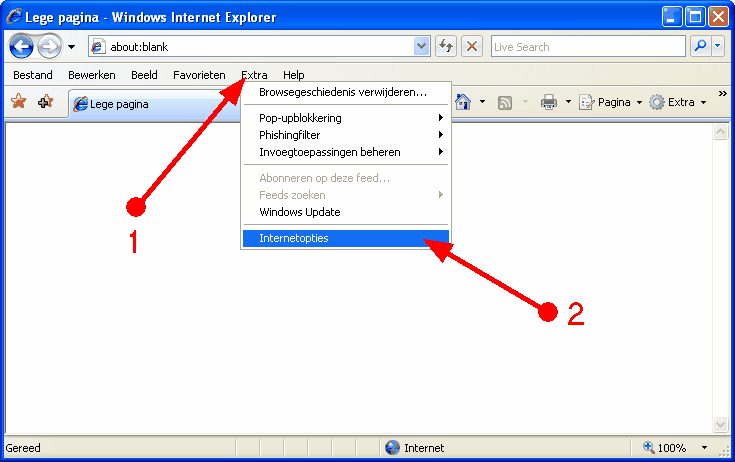 Lege pagina - Windows Internet Explorer
about:blank
Live Search
Bestand Bewerken Beeld Favorieten Extra Help
Lege pagina
Pagina Extra »
Browsegeschiedenis verwijderen...
Pop-upblokkering
Phishingfilter
Invoegtoepassingen beheren
Abonneren op deze feed...
Feeds zoeken
Windows Update
Internetopties
1
2
Gereed Internet 100%